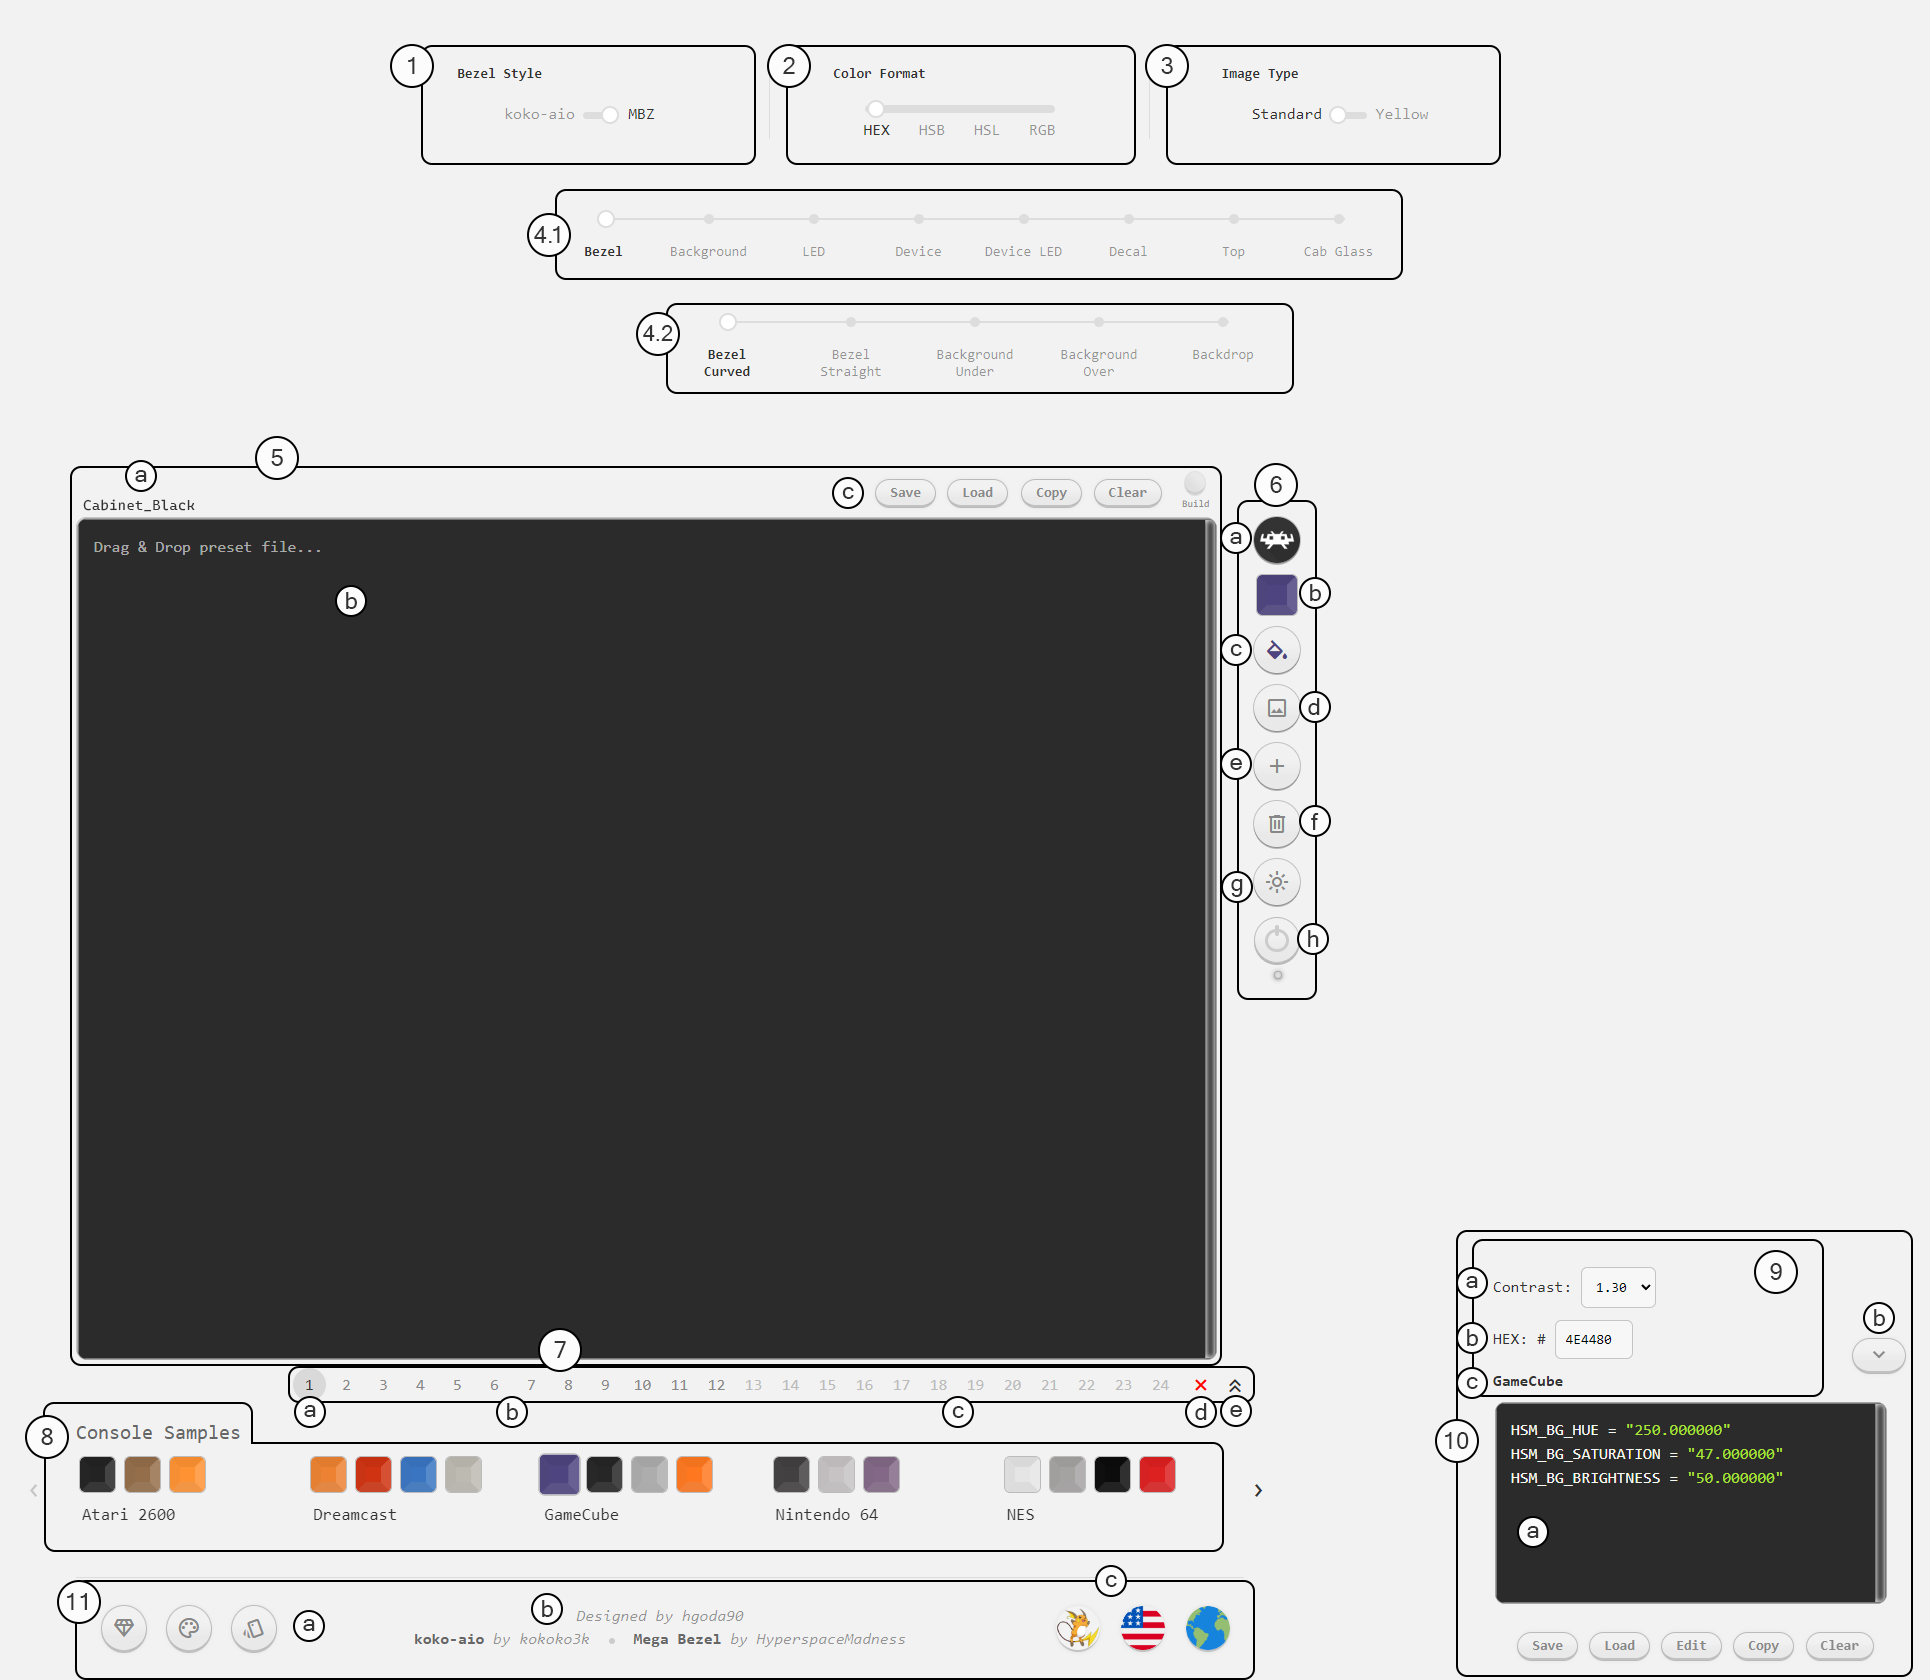 1
Bezel Style
koko-aio MBZ
2
Color Format
HEX HSB HSL RGB
3
Image Type
Standard Yellow
4.1
Bezel Background LED Device Device LED Decal Top Cab Glass
4.2
Bezel Curved
Bezel Straight
Background Under
Background Over
Backdrop
5
a
Cabinet_Black
c Save Load Copy Clear
Build
Drag & Drop preset file...
b
6
a
b
c
d
e
f
g
h
7
1 2 3 4 5 6 7 8 9 10 11 12 13 14 15 16 17 18 19 20 21 22 23 24
a b c d e
8
Console Samples
Atari 2600 Dreamcast GameCube Nintendo 64 NES
9
a Contrast: 1.30
b HEX: # 4E4480
c GameCube
b
10
HSM_BG_HUE = "250.000000"
HSM_BG_SATURATION = "47.000000"
HSM_BG_BRIGHTNESS = "50.000000"
a
Save Load Edit Copy Clear
11
a
b Designed by hgoda90
koko-aio by kokoko3k • Mega Bezel by HyperspaceMadness
c